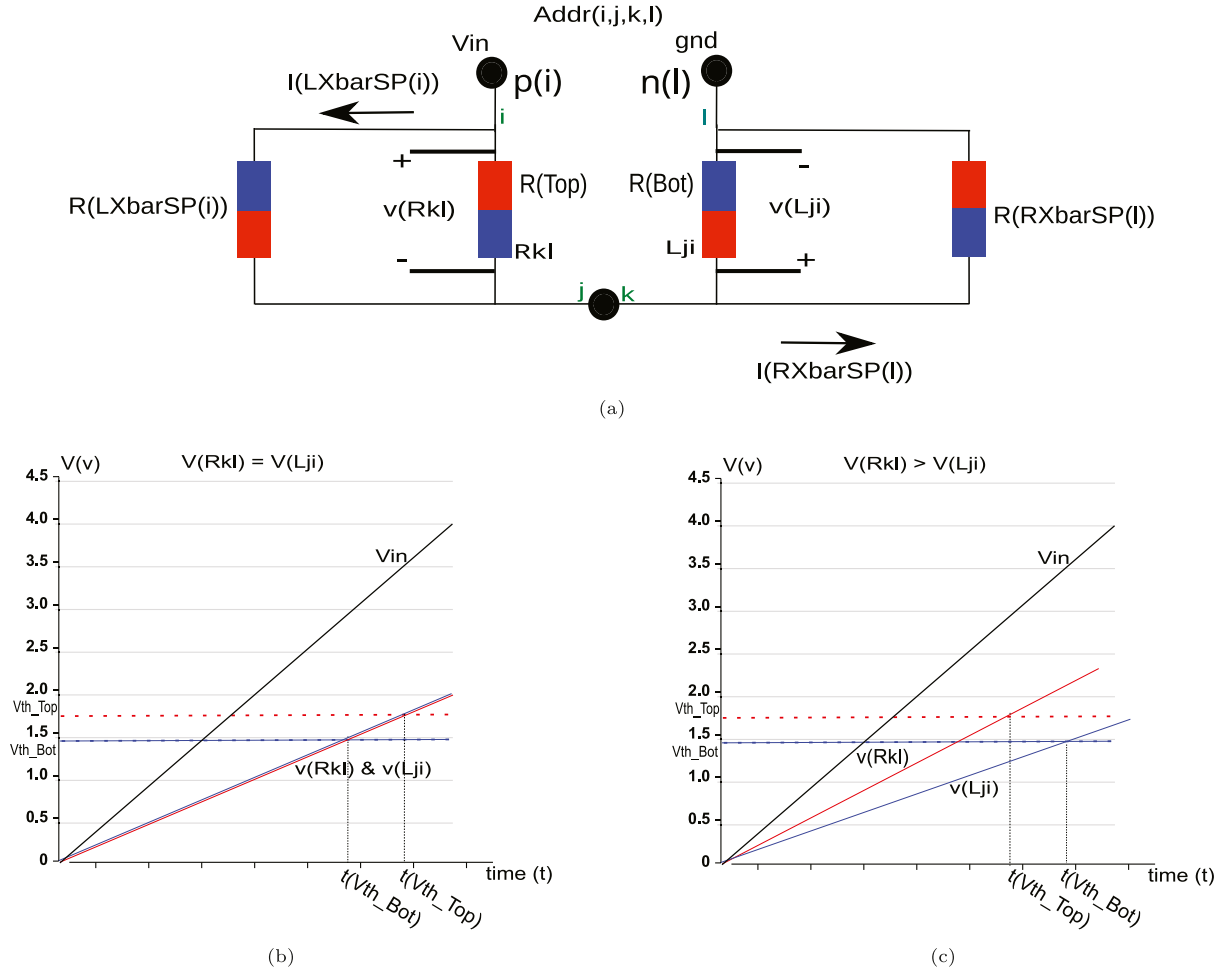 Addr(i,j,k,l)
Vin
gnd
I(LXbarSP(i))
p(i)
n(l)
i
l
+
-
R(Top)
R(Bot)
R(LXbarSP(i))
v(Rkl)
v(Lji)
R(RXbarSP(l))
-
Rkl
Lji
+
j
k
I(RXbarSP(l))
(a)
V(v)
V(Rkl) = V(Lji)
4.5
4.0
3.5
3.0
2.5
2.0
Vth_Top
1.5
Vth_Bot
1.0
0.5
0
Vin
v(Rkl) & v(Lji)
t(Vth_Bot)
t(Vth_Top)
time (t)
(b)
V(v)
V(Rkl) > V(Lji)
4.5
4.0
3.5
3.0
2.5
2.0
Vth_Top
1.5
Vth_Bot
1.0
0.5
0
Vin
v(Rkl)
v(Lji)
t(Vth_Top)
t(Vth_Bot)
time (t)
(c)